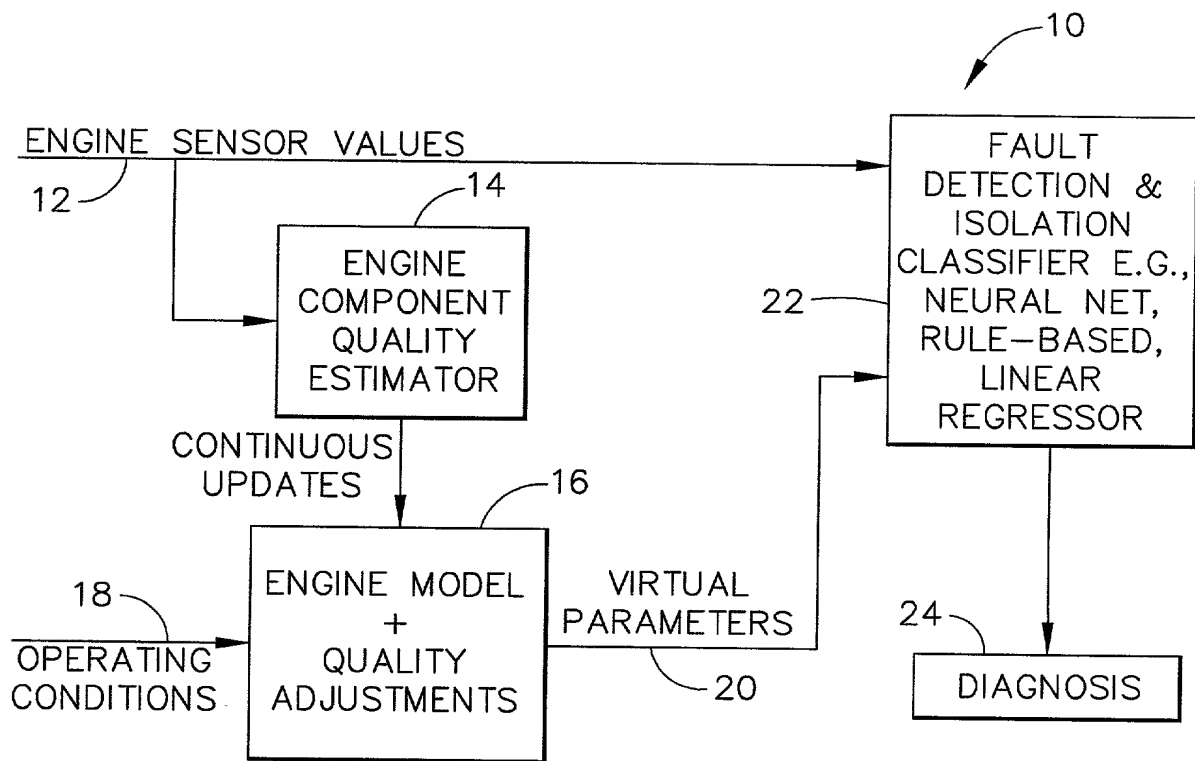 10
ENGINE SENSOR VALUES
12
14
ENGINE
COMPONENT
QUALITY
ESTIMATOR
FAULT
DETECTION &
ISOLATION
CLASSIFIER E.G.,
NEURAL NET,
RULE-BASED,
LINEAR
REGRESSOR
22
CONTINUOUS
UPDATES
16
ENGINE MODEL
+
QUALITY
ADJUSTMENTS
18
OPERATING
CONDITIONS
VIRTUAL
PARAMETERS
20
24
DIAGNOSIS